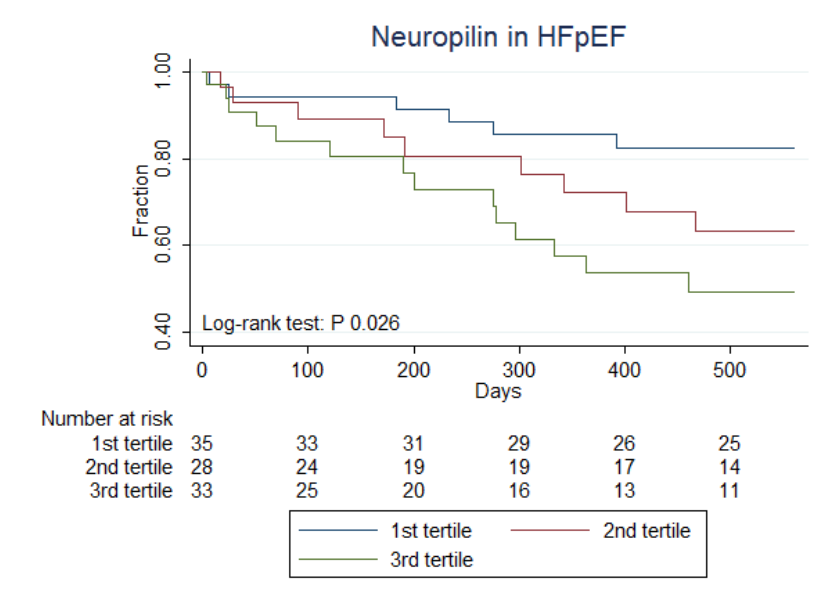 Neuropilin in HFpEF
1.00
0.80
0.60
0.40
Fraction
Log-rank test: P 0.026
0 100 200 300 400 500
Days
Number at risk
1st tertile 35 33 31 29 26 25
2nd tertile 28 24 19 19 17 14
3rd tertile 33 25 20 16 13 11
1st tertile 2nd tertile
3rd tertile